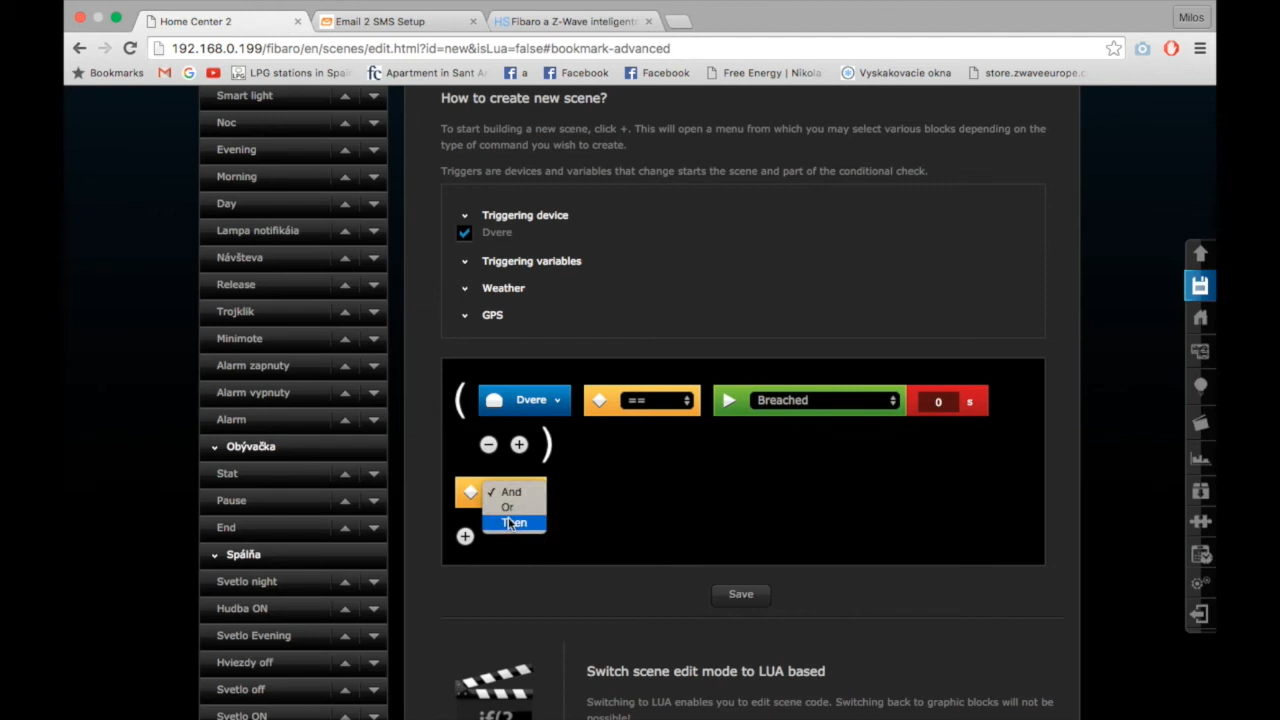 Home Center 2
Email 2 SMS Setup
HS Fibaro a Z-Wave inteligent
Milos
192.168.0.199/fibaro/en/scenes/edit.html?id=new&isLua=false#bookmark-advanced
Bookmarks
LPG stations in Spai
fc Apartment in Sant Ar
f a
f Facebook
f Facebook
Free Energy | Nikola
Vyskakovacie okna
store.zwaveeurope.c
Smart light
Noc
Evening
Morning
Day
Lampa notifikáia
Návšteva
Release
Trojklik
Minimote
Alarm zapnuty
Alarm vypnuty
Alarm
Obývačka
Stat
Pause
End
Spálňa
Svetlo night
Hudba ON
Svetlo Evening
Hviezdy off
Svetlo off
Svetlo ON
How to create new scene?
To start building a new scene, click +. This will open a menu from which you may select various blocks depending on the
type of command you wish to create.
Triggers are devices and variables that change starts the scene and part of the conditional check.
Triggering device
Dvere
Triggering variables
Weather
GPS
( Dvere == Breached 0 s
− + )
✓ And
Or
Then
+
Save
Switch scene edit mode to LUA based
Switching to LUA enables you to edit scene code. Switching back to graphic blocks will not be
possible!